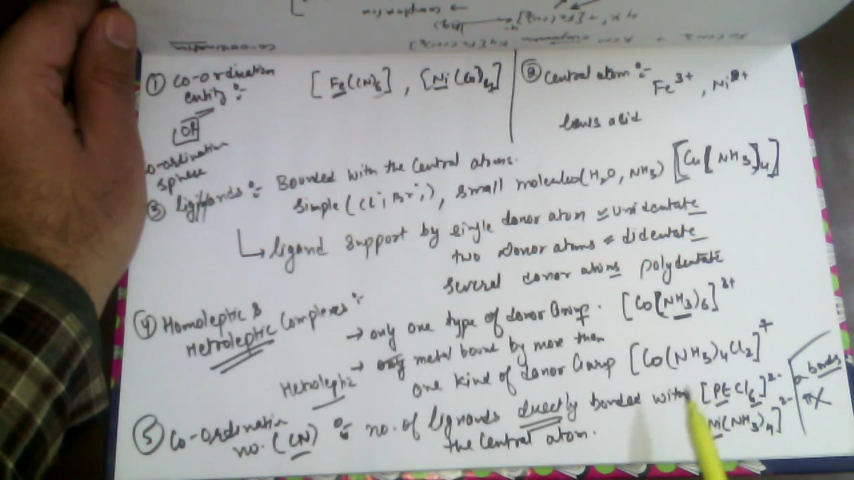 ① Co-ordination entity :- [Fe(CN)6], [Ni(CO)4]
OR
o-ordination sphere
② Central atom :- Fe3+, Ni2+
Lewis acid
③ ligands :- Bonded with the Central atoms.
simple (Cl-, Br-), small molecules (H2O, NH3) [Cu[NH3]4]
ligand support by single donor atom = Unidentate
two donor atoms = didentate
several donor atoms polydentate
④ Homoleptic & Hetroleptic Complexes :-
→ only one type of donor Group. [Co(NH3)6]3+
Hetroleptic → metal bound by more than
one kind of donor Group [Co(NH3)4Cl2]+
⑤ Co-ordination no. (CN) :- no. of ligands directly bonded with
the Central atom.
[PtCl6]2-
Ni(NH3)4]2-
bonds